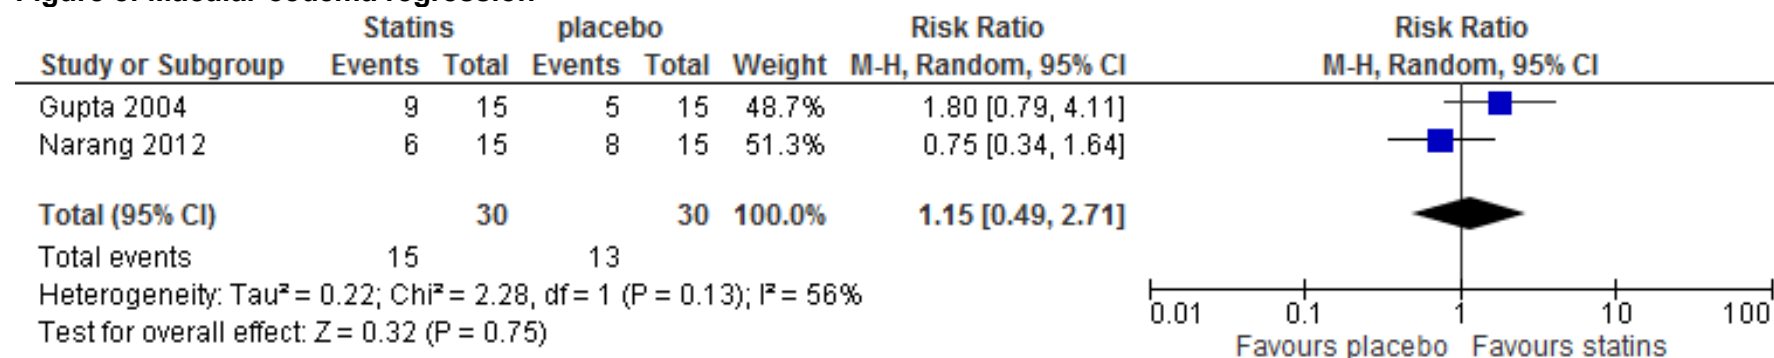 Statins placebo Risk Ratio Risk Ratio
Study or Subgroup Events Total Events Total Weight M-H, Random, 95% CI M-H, Random, 95% CI
Gupta 2004 9 15 5 15 48.7% 1.80 [0.79, 4.11]
Narang 2012 6 15 8 15 51.3% 0.75 [0.34, 1.64]
Total (95% CI) 30 30 100.0% 1.15 [0.49, 2.71]
Total events 15 13
Heterogeneity: Tau² = 0.22; Chi² = 2.28, df = 1 (P = 0.13); I² = 56%
Test for overall effect: Z = 0.32 (P = 0.75)
0.01 0.1 1 10 100
Favours placebo Favours statins